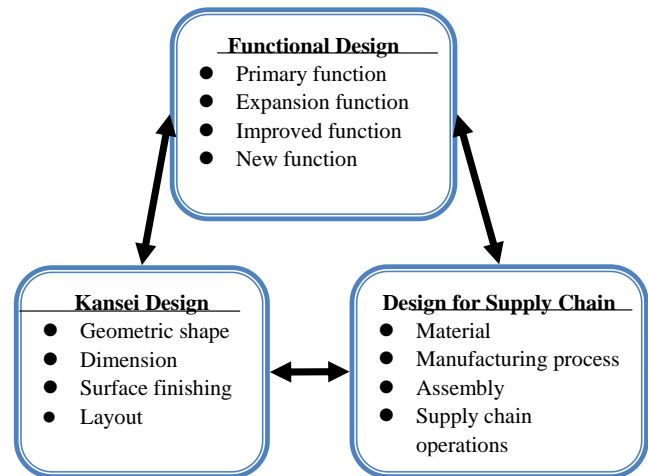 Functional Design
● Primary function
● Expansion function
● Improved function
● New function
Kansei Design
● Geometric shape
● Dimension
● Surface finishing
● Layout
Design for Supply Chain
● Material
● Manufacturing process
● Assembly
● Supply chain
operations